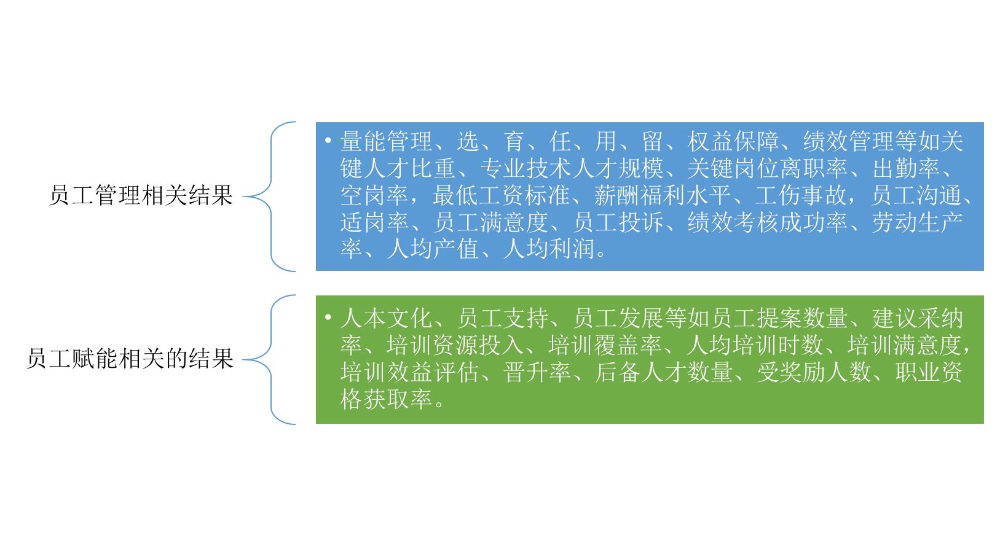 员工管理相关结果
•量能管理、选、育、任、用、留、权益保障、绩效管理等如关
键人才比重、专业技术人才规模、关键岗位离职率、出勤率、
空岗率，最低工资标准、薪酬福利水平、工伤事故，员工沟通、
适岗率、员工满意度、员工投诉、绩效考核成功率、劳动生产
率、人均产值、人均利润。
员工赋能相关的结果
•人本文化、员工支持、员工发展等如员工提案数量、建议采纳
率、培训资源投入、培训覆盖率、人均培训时数、培训满意度，
培训效益评估、晋升率、后备人才数量、受奖励人数、职业资
格获取率。